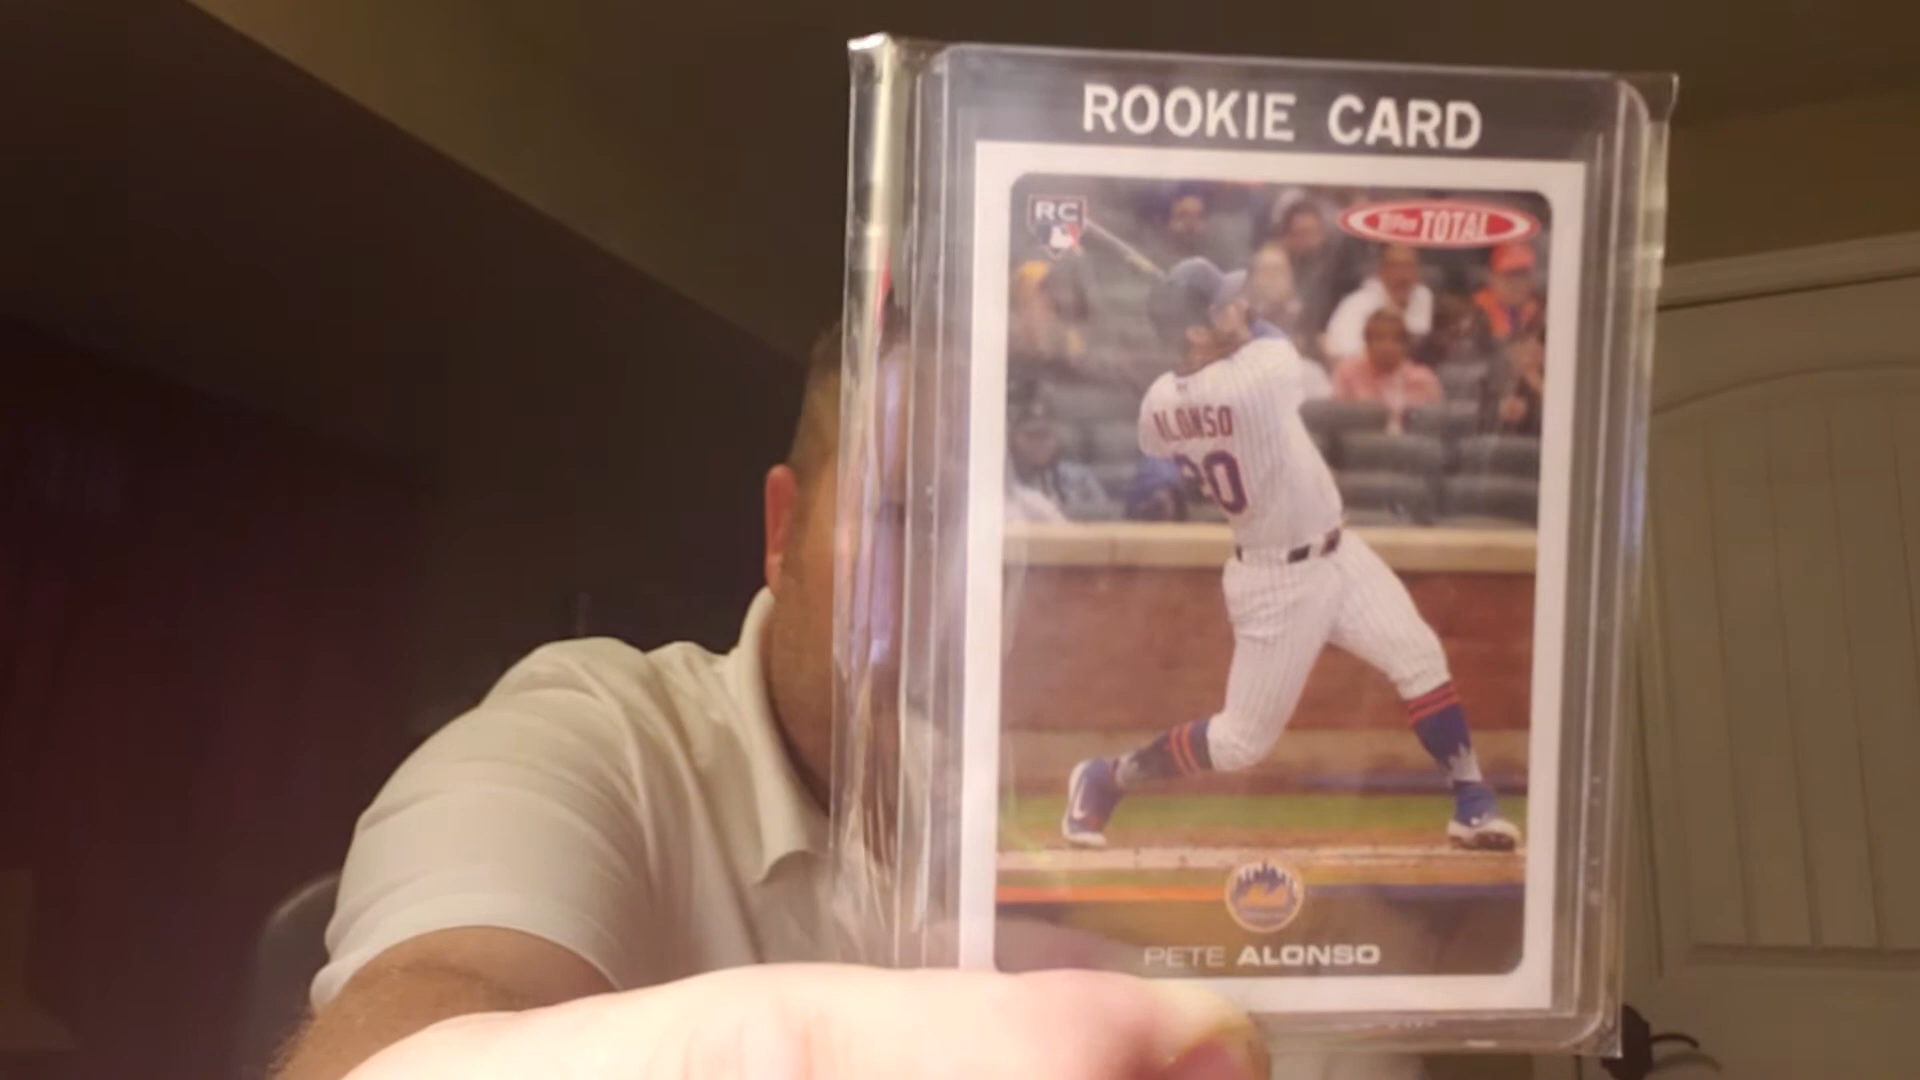 ROOKIE CARD
RC
Topps TOTAL
ALONSO
20
PETE ALONSO